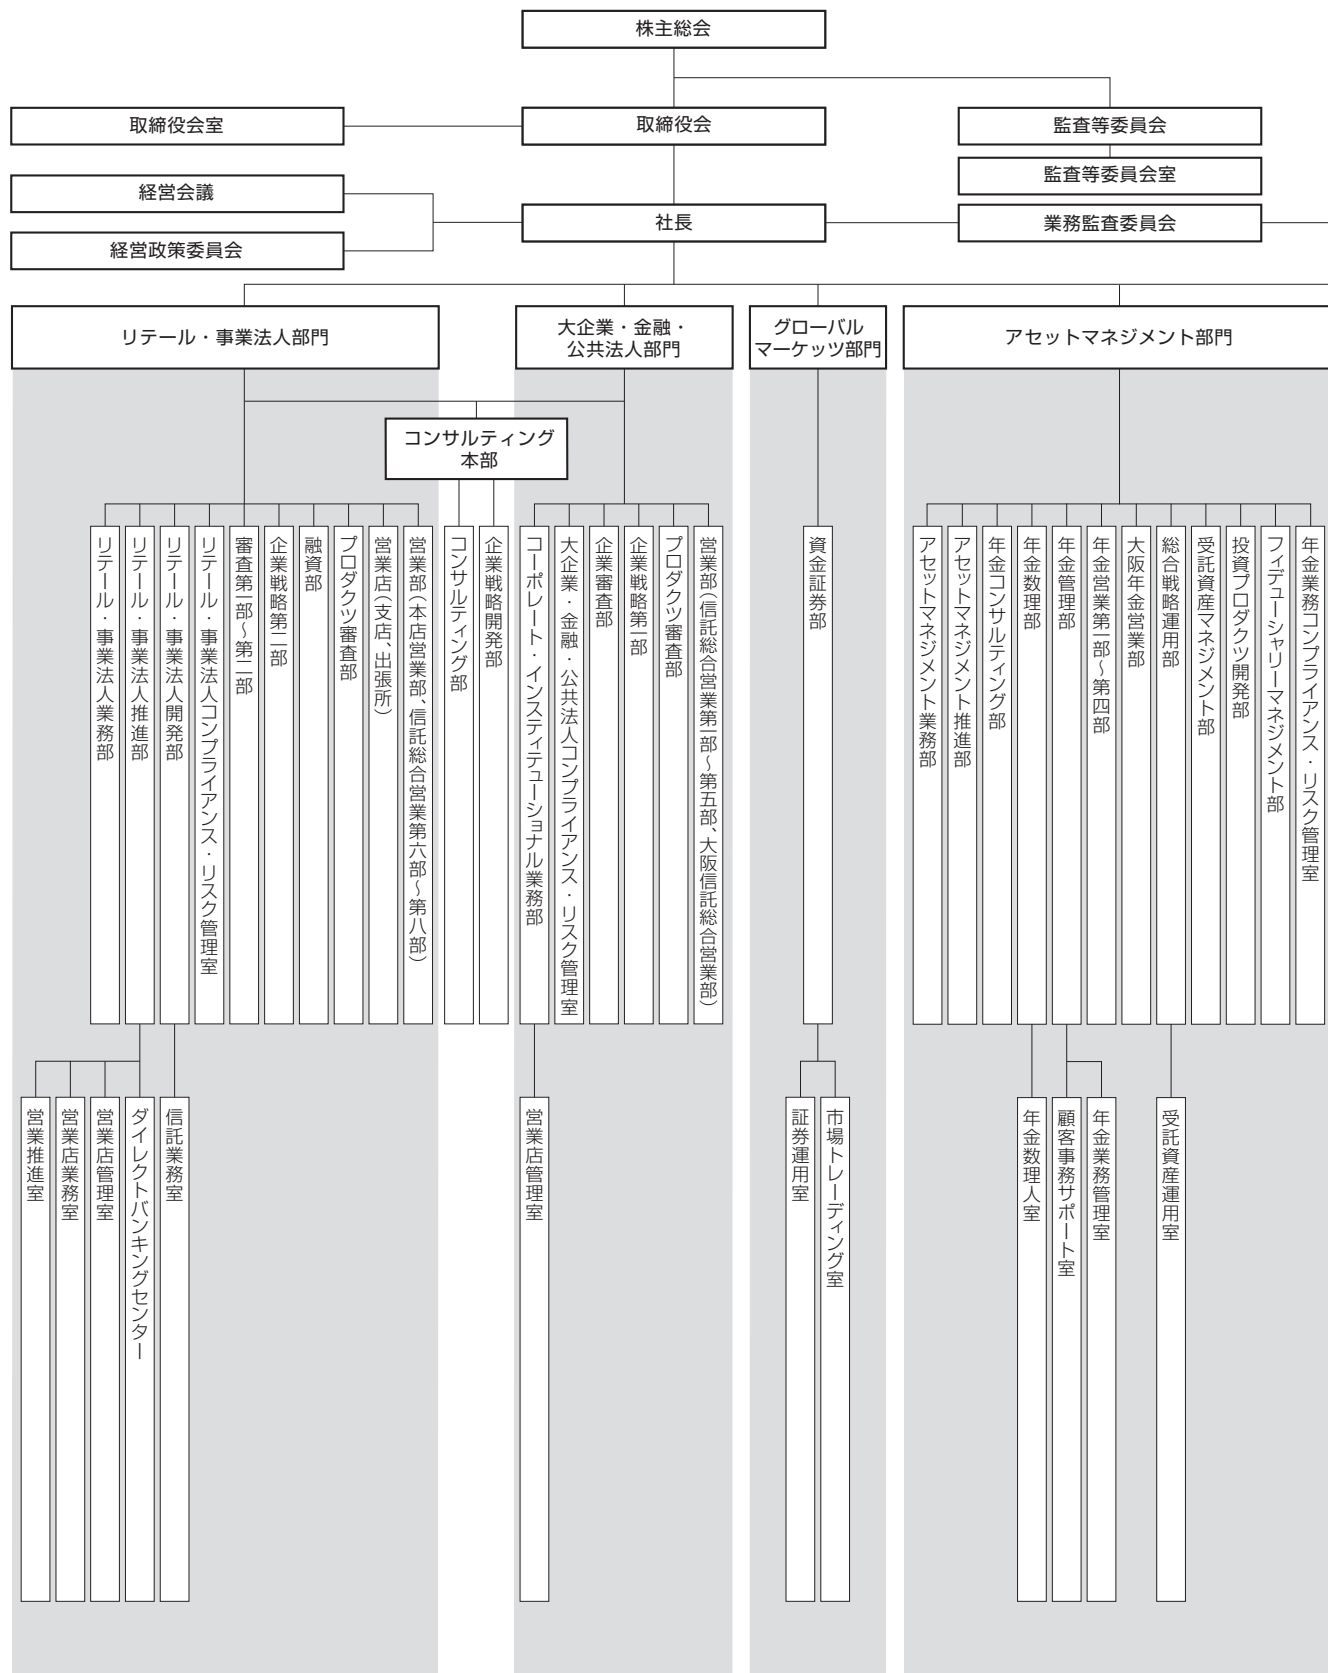 株主総会
取締役会室
取締役会
監査等委員会
監査等委員会室
経営会議
社長
業務監査委員会
経営政策委員会
リテール・事業法人部門
大企業・金融・
公共法人部門
グローバル
マーケッツ部門
アセットマネジメント部門
コンサルティング
本部
リテール・事業法人業務部
リテール・事業法人推進部
リテール・事業法人開発部
リテール・事業法人コンプライアンス・リスク管理室
審査第一部～第二部
企業戦略第二部
融資部
プロダクツ審査部
営業店（支店、出張所）
営業部（本店営業部、信託総合営業第六部～第八部）
コンサルティング部
企業戦略開発部
コーポレート・インスティテューショナル業務部
大企業・金融・公共法人コンプライアンス・リスク管理室
企業審査部
企業戦略第一部
プロダクツ審査部
営業部（信託総合営業第一部～第五部、大阪信託総合営業部）
資金証券部
アセットマネジメント業務部
アセットマネジメント推進部
年金コンサルティング部
年金数理部
年金管理部
年金営業第一部～第四部
大阪年金営業部
総合戦略運用部
受託資産マネジメント部
投資プロダクツ開発部
フィデューシャリーマネジメント部
年金業務コンプライアンス・リスク管理室
営業推進室
営業店業務室
営業店管理室
ダイレクトバンキングセンター
信託業務室
営業店管理室
証券運用室
市場トレーディング室
年金数理人室
顧客事務サポート室
年金業務管理室
受託資産運用室